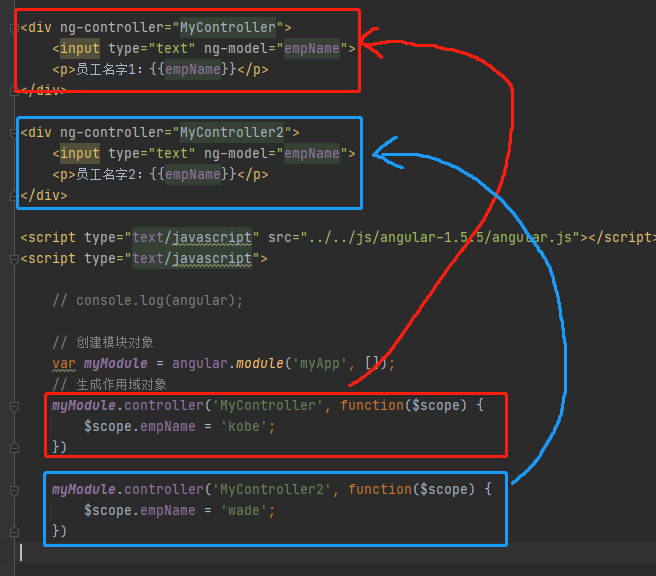 <div ng-controller="MyController">
<input type="text" ng-model="empName">
<p>员工名字1: {{empName}}</p>
</div>
<div ng-controller="MyController2">
<input type="text" ng-model="empName">
<p>员工名字2: {{empName}}</p>
</div>
<script type="text/javascript" src="../../js/angular-1.5.5/angular.js"></script>
<script type="text/javascript">
// console.log(angular);
// 创建模块对象
var myModule = angular.module('myApp', []);
// 生成作用域对象
myModule.controller('MyController', function($scope) {
$scope.empName = 'kobe';
})
myModule.controller('MyController2', function($scope) {
$scope.empName = 'wade';
})